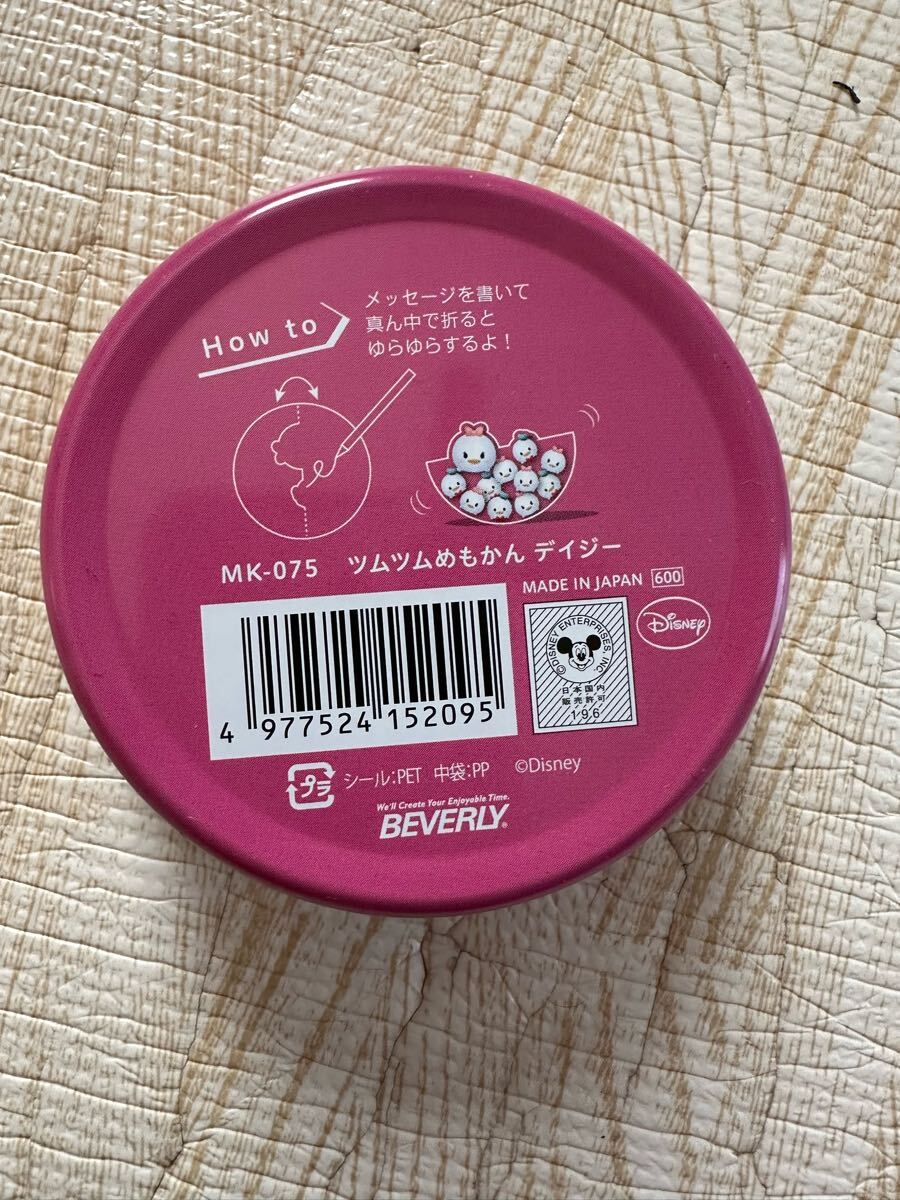 How to
メッセージを書いて
真ん中で折ると
ゆらゆらするよ！
MK-075 ツムツムめもかん デイジー
MADE IN JAPAN 600
4 977524 152095
©DISNEY ENTERPRISES, INC.
日本国内
販売許可
196
Disney
プラ シール:PET 中袋:PP ©Disney
We'll Create Your Enjoyable Time.
BEVERLY®